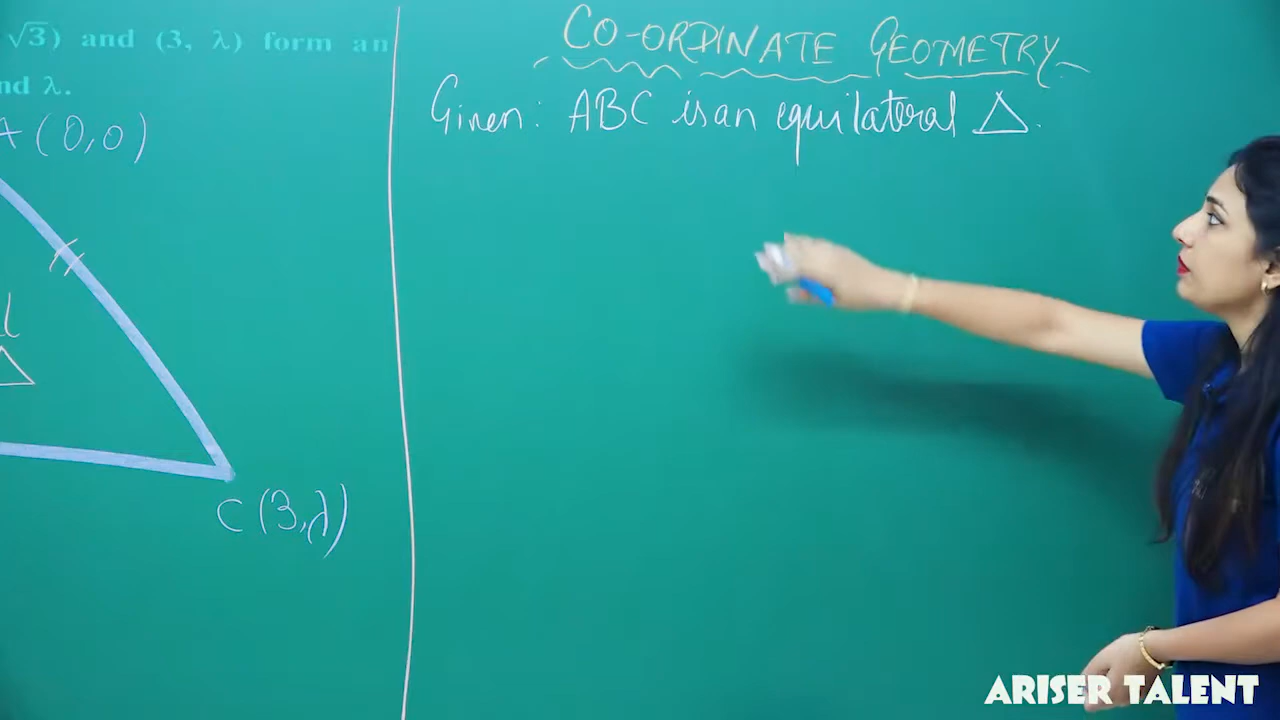 √3) and (3, λ) form an
nd λ.
CO-ORDINATE GEOMETRY
Given: ABC is an equilateral △.
A (0,0)
C (3,λ)
ARISER TALENT